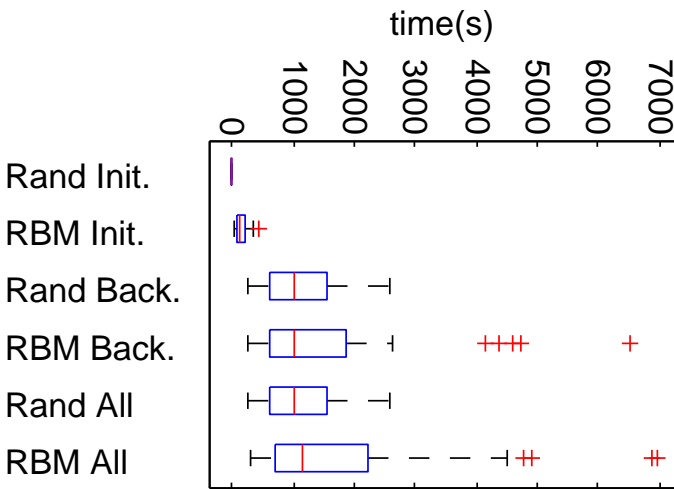 time(s)
0 1000 2000 3000 4000 5000 6000 7000
Rand Init.
RBM Init.
Rand Back.
RBM Back.
Rand All
RBM All